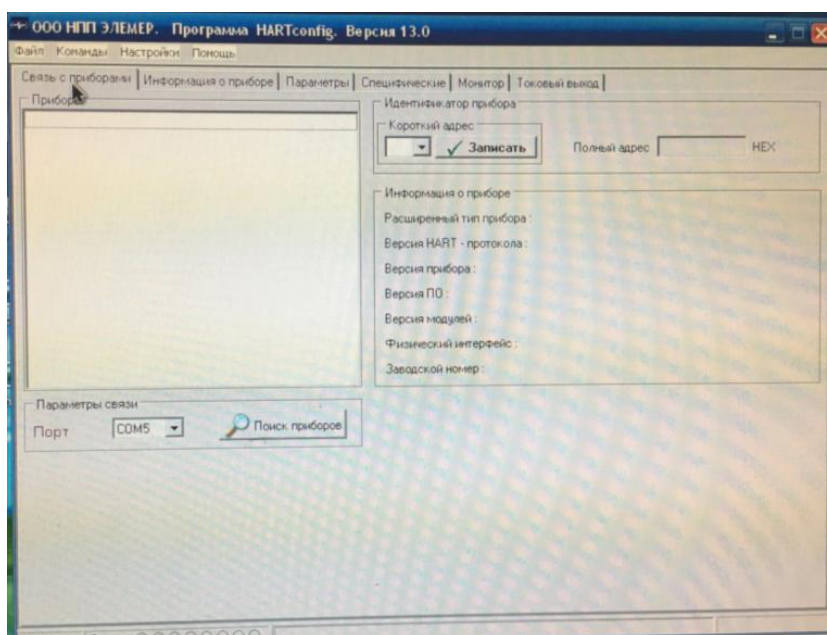 ООО НПП ЭЛЕМЕР. Программа HARTconfig. Версия 13.0
Файл Команды Настройки Помощь
Связь с приборами Информация о приборе Параметры Специфические Монитор Токовый выход
Приборы
Идентификатор прибора
Короткий адрес
Записать
Полный адрес HEX
Информация о приборе
Расширенный тип прибора :
Версия HART - протокола :
Версия прибора :
Версия ПО :
Версия модулей :
Физический интерфейс :
Заводской номер :
Параметры связи
Порт COM5 Поиск приборов